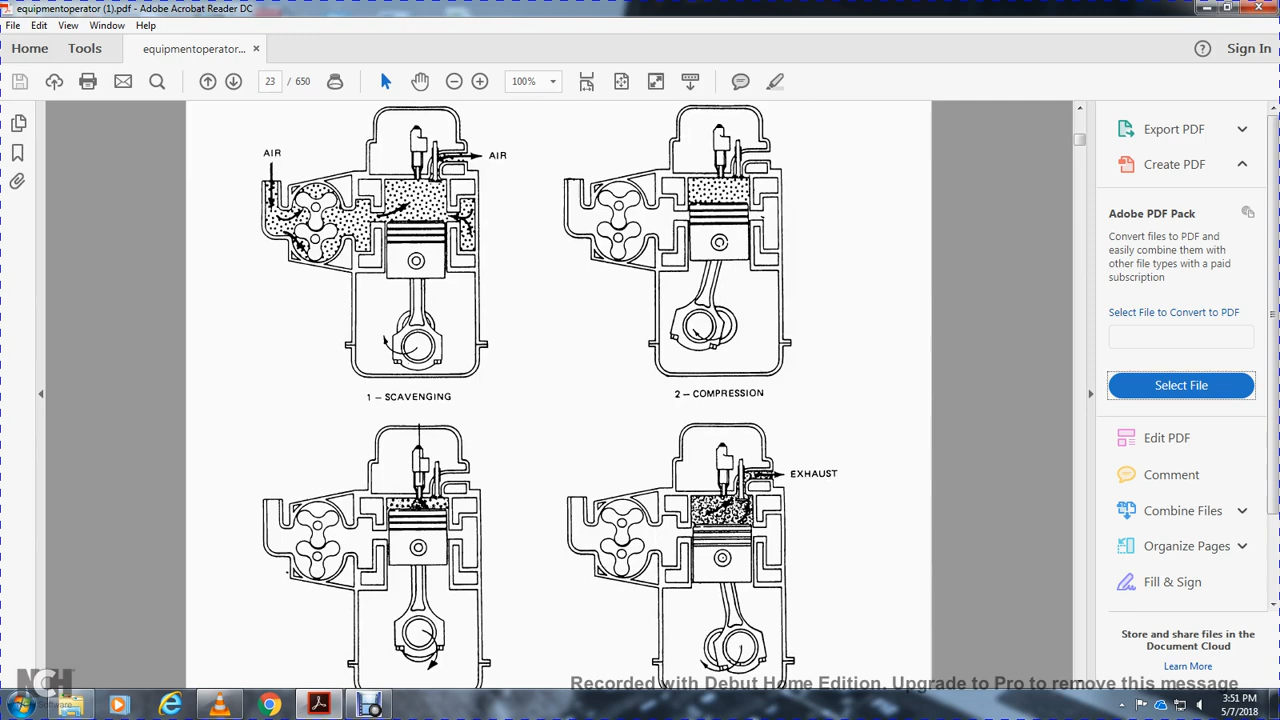 equipmentoperator (1).pdf - Adobe Acrobat Reader DC
File Edit View Window Help
Home Tools equipmentoperator... × Sign In
23 / 650 100%
AIR
AIR
1 – SCAVENGING
2 – COMPRESSION
EXHAUST
Export PDF
Create PDF
Adobe PDF Pack
Convert files to PDF and
easily combine them with
other file types with a paid
subscription
Select File to Convert to PDF
Select File
Edit PDF
Comment
Combine Files
Organize Pages
Fill & Sign
Store and share files in the
Document Cloud
Learn More
NCH
Software
Recorded with Debut Home Edition. Upgrade to Pro to remove this message
3:51 PM
5/7/2018